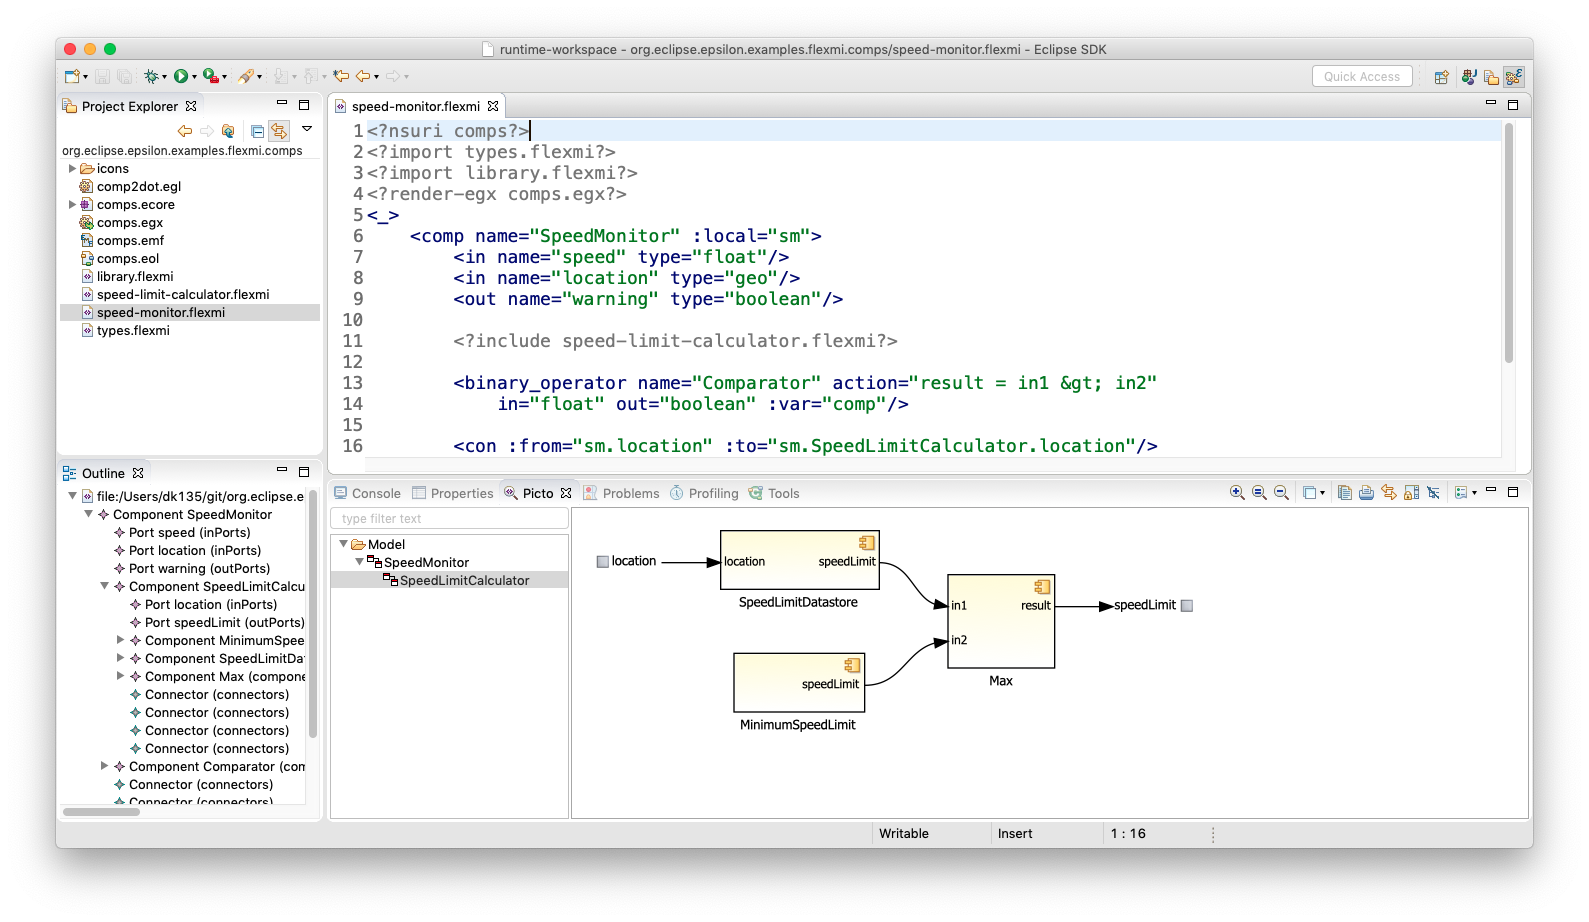 runtime-workspace - org.eclipse.epsilon.examples.flexmi.comps/speed-monitor.flexmi - Eclipse SDK
Quick Access
Project Explorer
org.eclipse.epsilon.examples.flexmi.comps
icons
comp2dot.egl
comps.ecore
comps.egx
comps.emf
comps.eol
library.flexmi
speed-limit-calculator.flexmi
speed-monitor.flexmi
types.flexmi
speed-monitor.flexmi
1 <?nsuri comps?>
2 <?import types.flexmi?>
3 <?import library.flexmi?>
4 <?render-egx comps.egx?>
5 <_>
6     <comp name="SpeedMonitor" :local="sm">
7         <in name="speed" type="float"/>
8         <in name="location" type="geo"/>
9         <out name="warning" type="boolean"/>
10
11         <?include speed-limit-calculator.flexmi?>
12
13         <binary_operator name="Comparator" action="result = in1 &gt; in2"
14             in="float" out="boolean" :var="comp"/>
15
16         <con :from="sm.location" :to="sm.SpeedLimitCalculator.location"/>
Outline
file:/Users/dk135/git/org.eclipse.e
Component SpeedMonitor
Port speed (inPorts)
Port location (inPorts)
Port warning (outPorts)
Component SpeedLimitCalcu
Port location (inPorts)
Port speedLimit (outPorts)
Component MinimumSpee
Component SpeedLimitDa
Component Max (compone
Connector (connectors)
Connector (connectors)
Connector (connectors)
Connector (connectors)
Component Comparator (com
Connector (connectors)
Connector (connectors)
Console Properties Picto Problems Profiling Tools
type filter text
Model
SpeedMonitor
SpeedLimitCalculator
location
location speedLimit
SpeedLimitDatastore
speedLimit
MinimumSpeedLimit
in1 result
in2
Max
speedLimit
Writable Insert 1 : 16